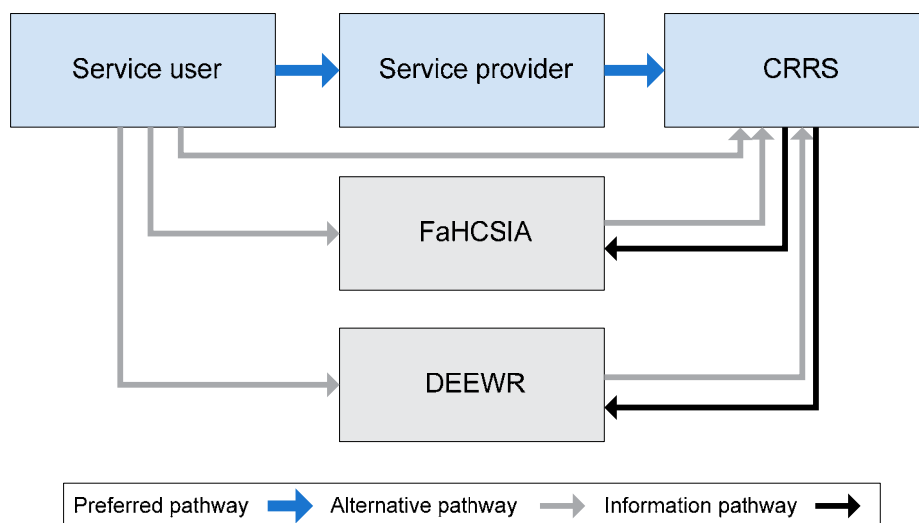 Service user
Service provider
CRRS
FaHCSIA
DEEWR
Preferred pathway Alternative pathway Information pathway